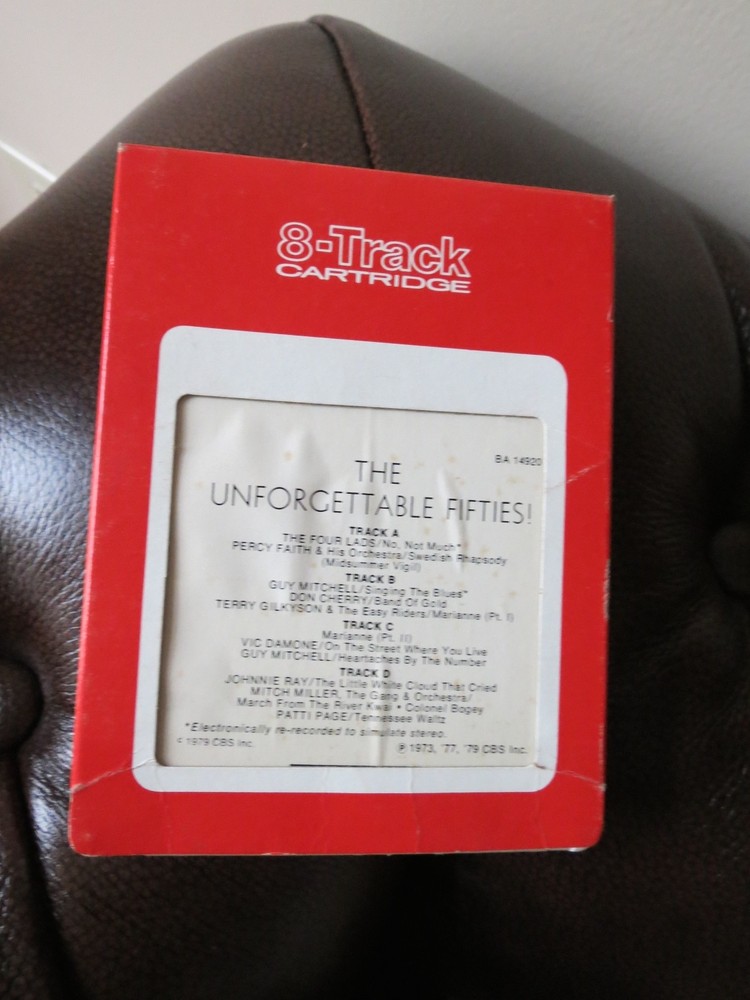 8-Track
CARTRIDGE
BA 14920
THE
UNFORGETTABLE FIFTIES!
TRACK A
THE FOUR LADS/No, Not Much*
PERCY FAITH & His Orchestra/Swedish Rhapsody
(Midsummer Vigil)
TRACK B
GUY MITCHELL/Singing The Blues*
DON CHERRY/Band Of Gold
TERRY GILKYSON & The Easy Riders/Marianne (Pt. I)
TRACK C
Marianne (Pt. II)
VIC DAMONE/On The Street Where You Live
GUY MITCHELL/Heartaches By The Number
TRACK D
JOHNNIE RAY/The Little White Cloud That Cried
MITCH MILLER, The Gang & Orchestra/
March From The River Kwai • Colonel Bogey
PATTI PAGE/Tennessee Waltz
*Electronically re-recorded to simulate stereo.
© 1979 CBS Inc. ℗ 1973, '77, '79 CBS Inc.